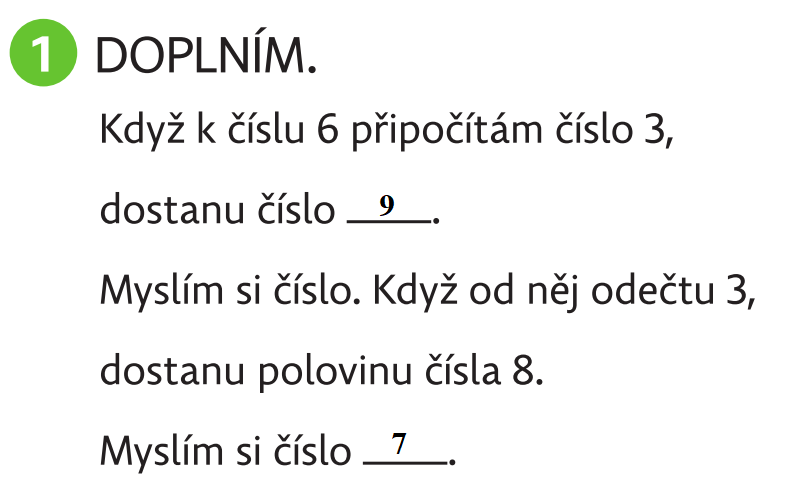 1 DOPLNÍM.
Když k číslu 6 připočítám číslo 3,
dostanu číslo 9.
Myslím si číslo. Když od něj odečtu 3,
dostanu polovinu čísla 8.
Myslím si číslo 7.